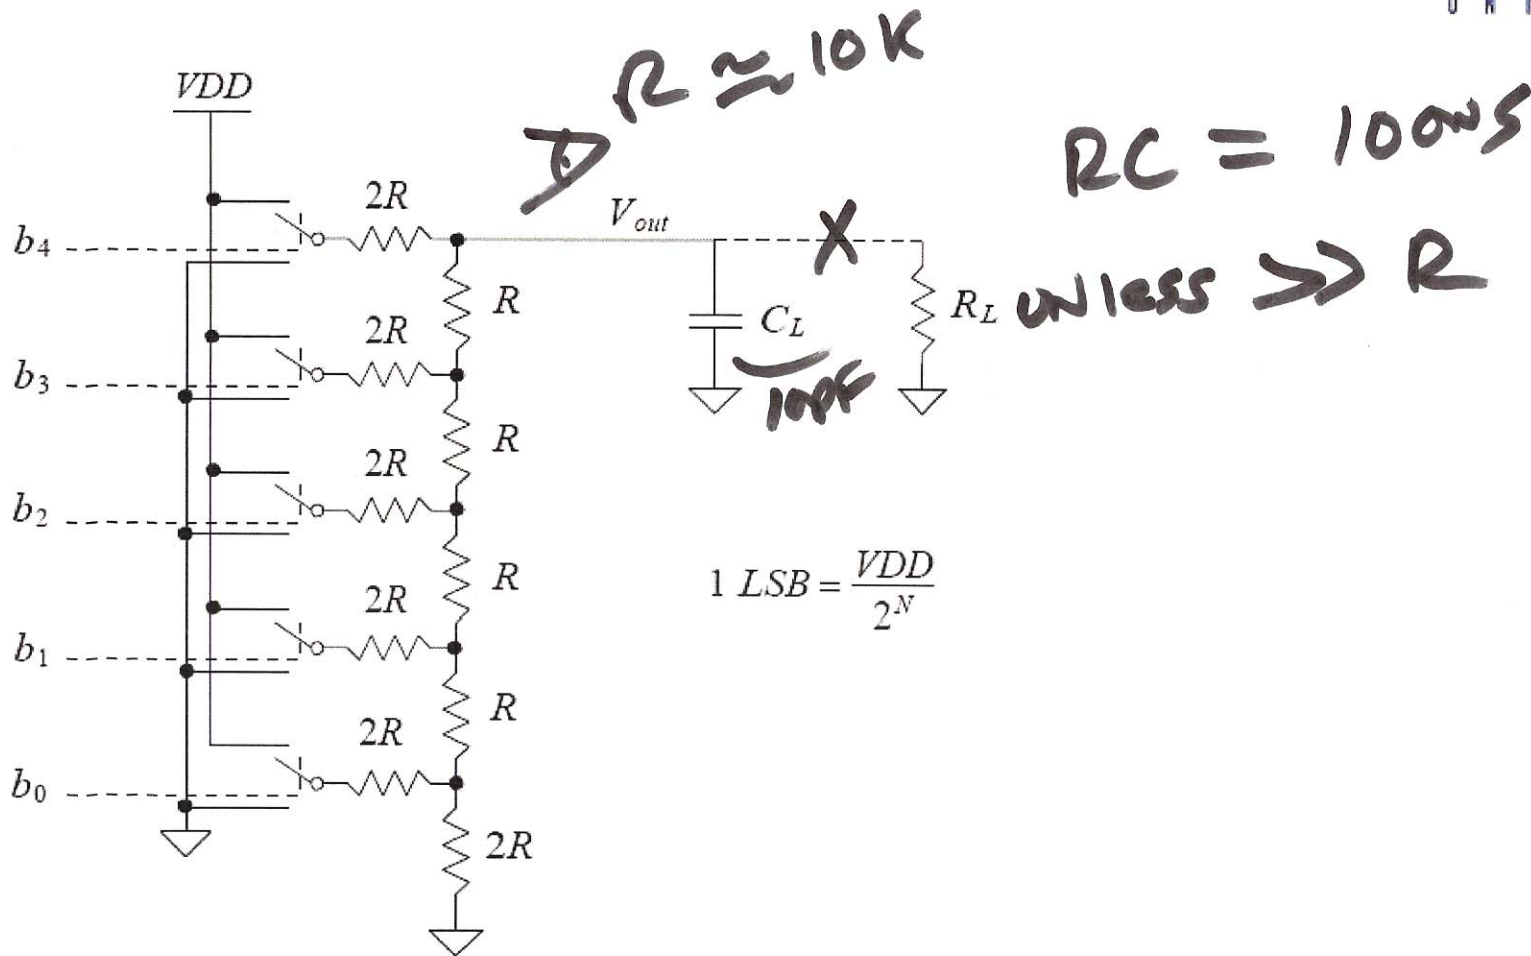 U N I
R ≃ 10K
RC = 100ns
VDD
2R
V_out
b4
R
R_L unless >> R
C_L
10pF
2R
b3
R
2R
b2
R
1 LSB = VDD / 2^N
2R
b1
R
2R
b0
2R